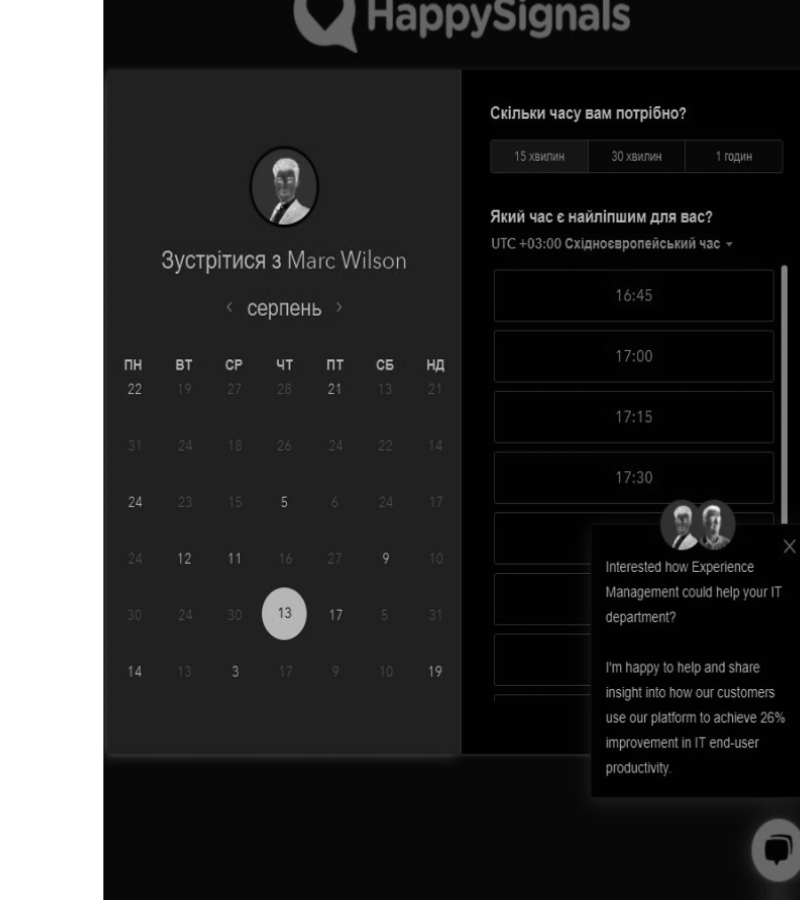 HappySignals
Зустрітися з Marc Wilson
серпень
ПН ВТ СР ЧТ ПТ СБ НД
22 19 27 28 21 13 21
31 24 18 26 24 22 14
24 23 15 5 6 24 17
24 12 11 16 27 9 10
30 24 30 13 17 5 31
14 13 3 17 9 10 19
Скільки часу вам потрібно?
15 хвилин 30 хвилин 1 годин
Який час є найліпшим для вас?
UTC +03:00 Східноєвропейський час
16:45
17:00
17:15
17:30
Interested how Experience
Management could help your IT
department?
I'm happy to help and share
insight into how our customers
use our platform to achieve 26%
improvement in IT end-user
productivity.